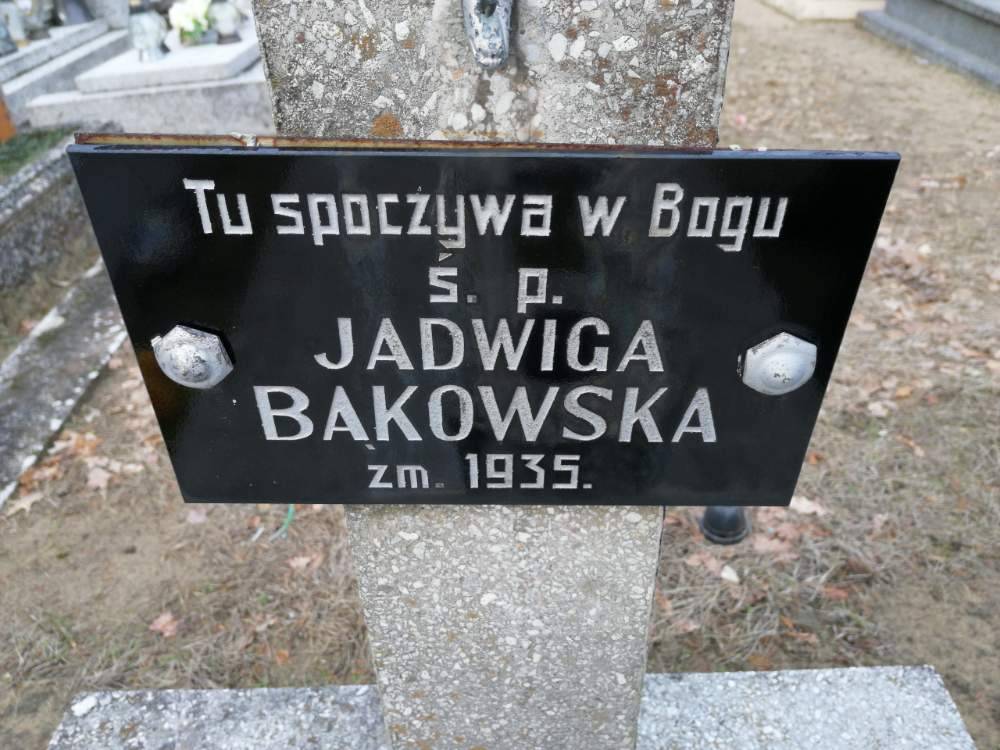 Tu spoczywa w Bogu
ś. p.
JADWIGA
BĄKOWSKA
zm. 1935.